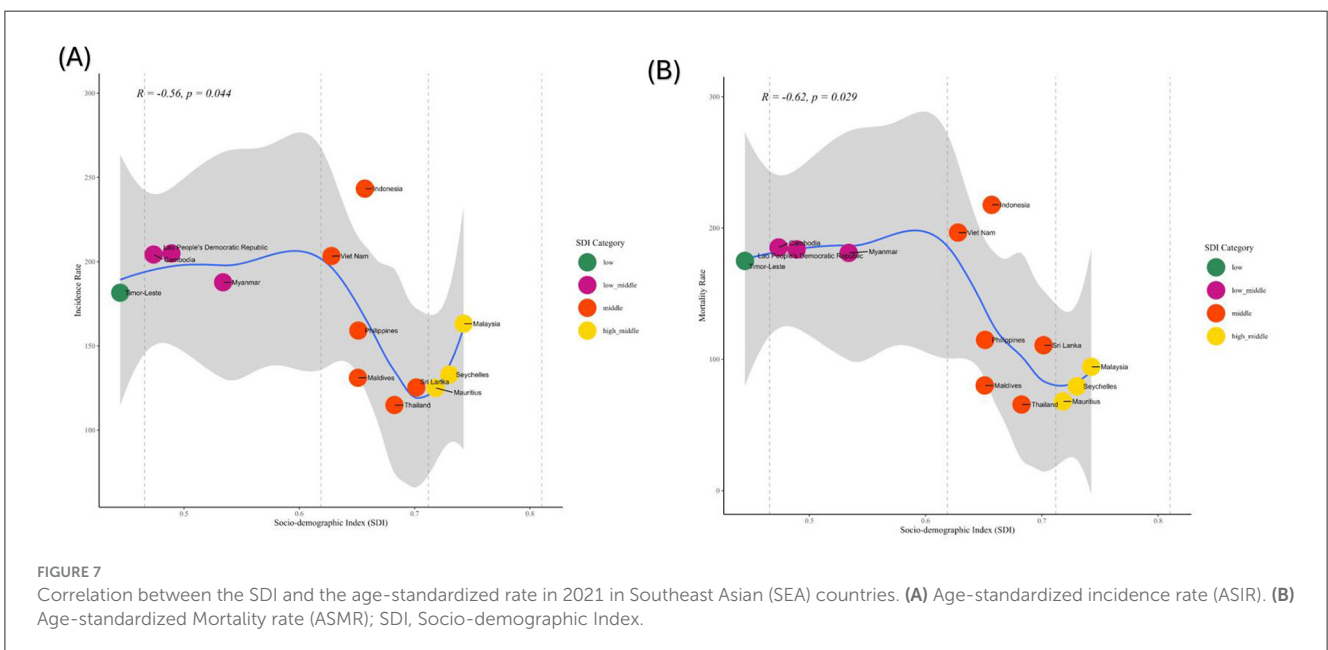 (A)
R = -0.56, p = 0.044
300
250
200
150
100
Incidence Rate
Indonesia
Lao People's Democratic Republic
Cambodia
Viet Nam
Myanmar
Timor-Leste
Philippines
Malaysia
Maldives
Sri Lanka
Seychelles
Mauritius
Thailand
0.5
0.6
0.7
0.8
Socio-demographic Index (SDI)
SDI Category
low
low_middle
middle
high_middle
(B)
R = -0.62, p = 0.029
300
200
100
0
Mortality Rate
Indonesia
Viet Nam
Cambodia
Lao People's Democratic Republic
Myanmar
Timor-Leste
Philippines
Sri Lanka
Malaysia
Maldives
Seychelles
Thailand
Mauritius
0.5
0.6
0.7
0.8
Socio-demographic Index (SDI)
SDI Category
low
low_middle
middle
high_middle
FIGURE 7
Correlation between the SDI and the age-standardized rate in 2021 in Southeast Asian (SEA) countries. (A) Age-standardized incidence rate (ASIR). (B)
Age-standardized Mortality rate (ASMR); SDI, Socio-demographic Index.